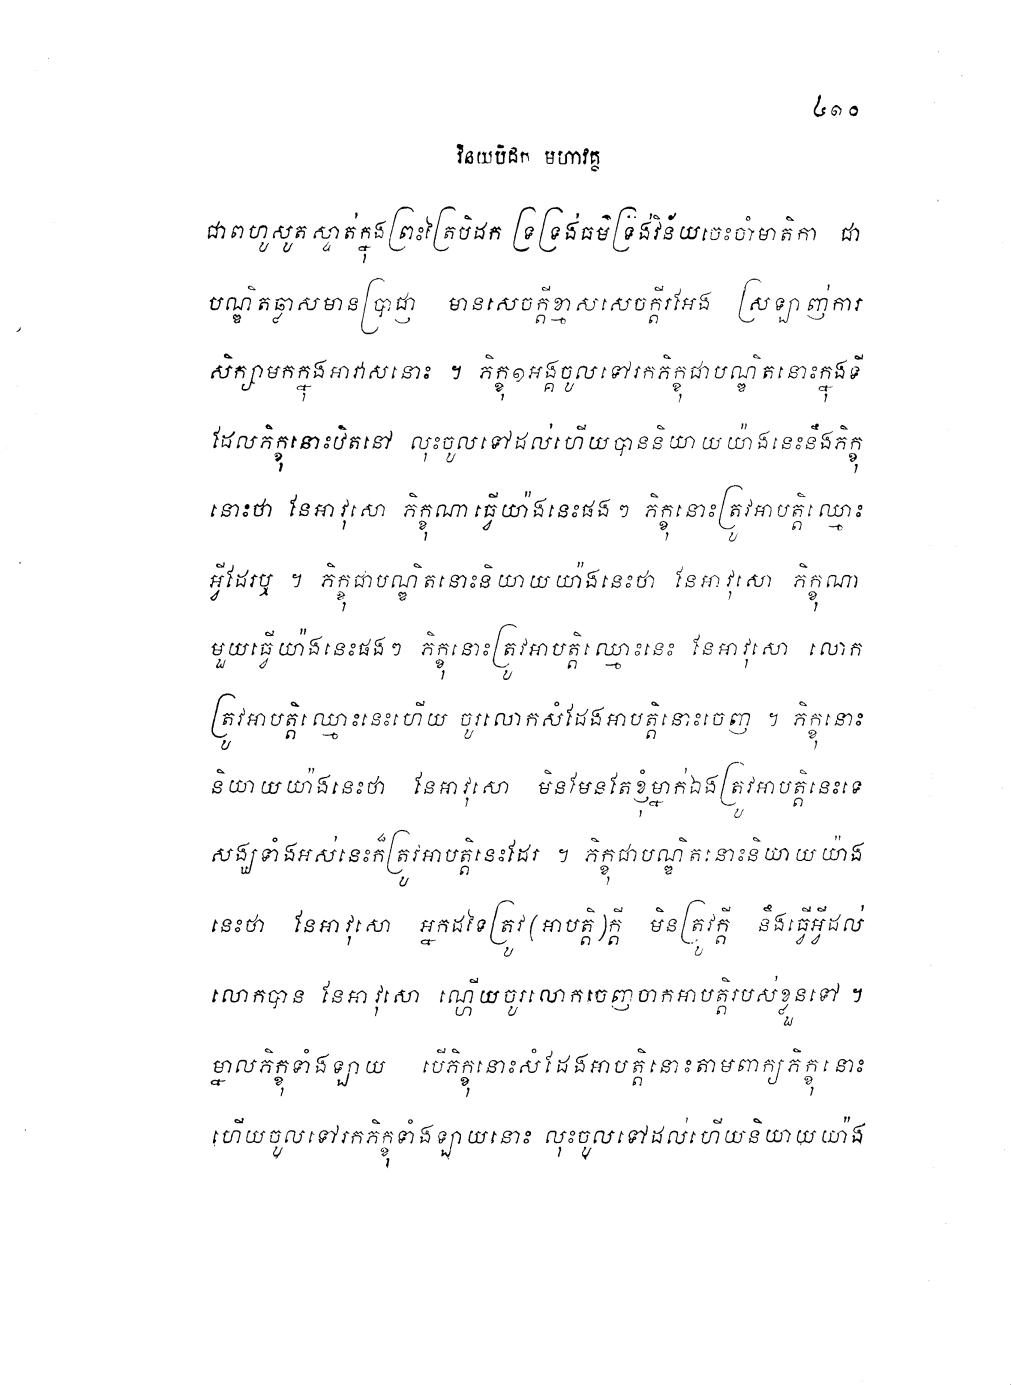 ៤១០
វិនយបិដក មហាវគ្គ
ជាពហូសូតស្ទាត់ក្នុងព្រះត្រៃបិដក ទ្រទ្រង់ធម៌ទ្រង់វិន័យចេះចាំមាតិកា ជា
បណ្ឌិតឆ្លាសមានប្រាជ្ញា មានសេចក្តីខ្មាសសេចក្តីរអែង ស្រឡាញ់ការ
សិក្សាមកក្នុងអាវាសនោះ ។ ភិក្ខុ១អង្គចូលទៅរកភិក្ខុជាបណ្ឌិតនោះក្នុងទី
ដែលភិក្ខុនោះឋិតនៅ លុះចូលទៅដល់ហើយបាននិយាយយ៉ាងនេះនឹងភិក្ខុ
នោះថា នែអាវុសោ ភិក្ខុណាធ្វើយ៉ាងនេះផងៗ ភិក្ខុនោះត្រូវអាបត្តិឈ្មោះ
អ្វីដែរឬ ។ ភិក្ខុជាបណ្ឌិតនោះនិយាយយ៉ាងនេះថា នែអាវុសោ ភិក្ខុណា
មួយធ្វើយ៉ាងនេះផងៗ ភិក្ខុនោះត្រូវអាបត្តិឈ្មោះនេះ នែអាវុសោ លោក
ត្រូវអាបត្តិឈ្មោះនេះហើយ ចូរលោកសំដែងអាបត្តិនោះចេញ ។ ភិក្ខុនោះ
និយាយយ៉ាងនេះថា នែអាវុសោ មិនមែនតែខ្ញុំម្នាក់ឯងត្រូវអាបត្តិនេះទេ
សង្ឃទាំងអស់នេះក៏ត្រូវអាបត្តិនេះដែរ ។ ភិក្ខុជាបណ្ឌិតនោះនិយាយយ៉ាង
នេះថា នែអាវុសោ អ្នកដទៃត្រូវ(អាបត្តិ)ក្តី មិនត្រូវក្តី នឹងធ្វើអ្វីដល់
លោកបាន នែអាវុសោ ណ្ហើយចូរលោកចេញចាកអាបត្តិរបស់ខ្លួនទៅ ។
ម្នាលភិក្ខុទាំងឡាយ បើភិក្ខុនោះសំដែងអាបត្តិនោះតាមពាក្យភិក្ខុនោះ
ហើយចូលទៅរកភិក្ខុទាំងឡាយនោះ លុះចូលទៅដល់ហើយនិយាយយ៉ាង